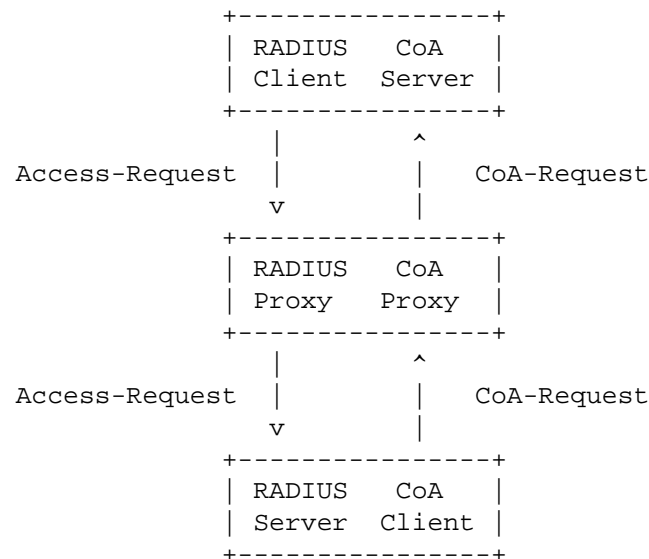 RADIUS CoA
Client Server
Access-Request CoA-Request
RADIUS CoA
Proxy Proxy
Access-Request CoA-Request
RADIUS CoA
Server Client